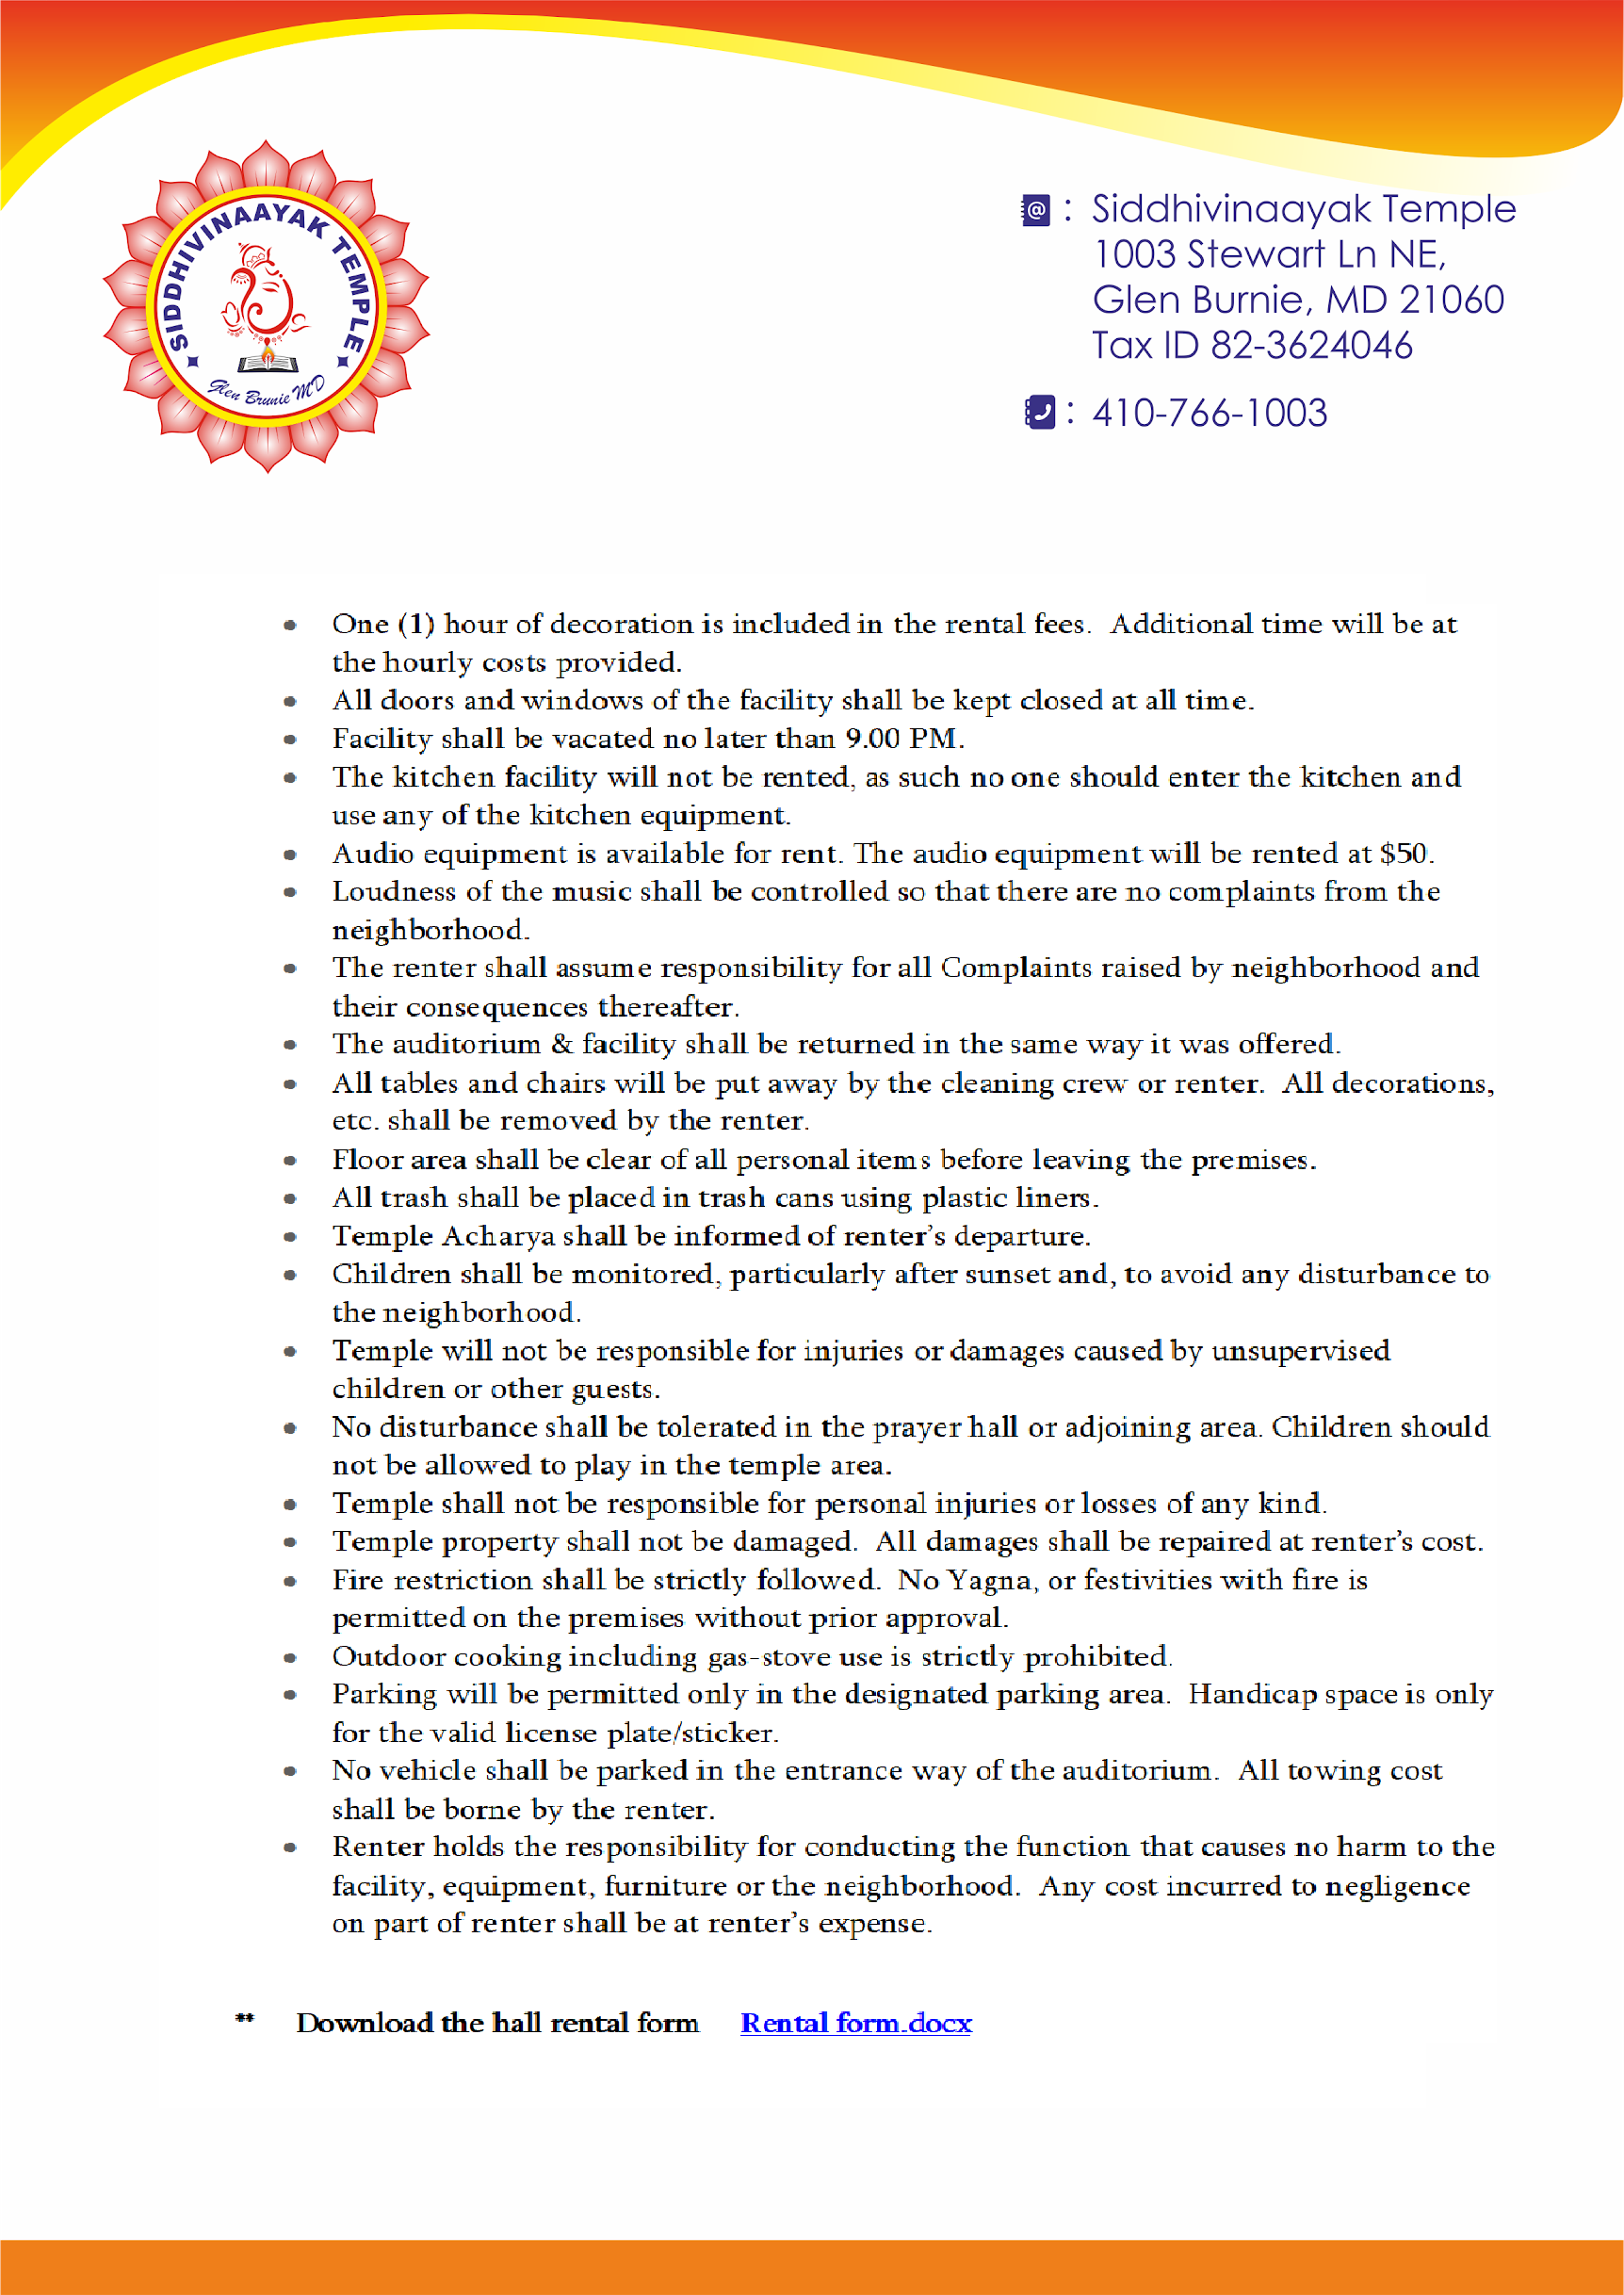 SIDDHIVINAAYAK TEMPLE
Glen Brunie MD
: Siddhivinaayak Temple
1003 Stewart Ln NE,
Glen Burnie, MD 21060
Tax ID 82-3624046
: 410-766-1003
• One (1) hour of decoration is included in the rental fees. Additional time will be at
the hourly costs provided.
• All doors and windows of the facility shall be kept closed at all time.
• Facility shall be vacated no later than 9.00 PM.
• The kitchen facility will not be rented, as such no one should enter the kitchen and
use any of the kitchen equipment.
• Audio equipment is available for rent. The audio equipment will be rented at $50.
• Loudness of the music shall be controlled so that there are no complaints from the
neighborhood.
• The renter shall assume responsibility for all Complaints raised by neighborhood and
their consequences thereafter.
• The auditorium & facility shall be returned in the same way it was offered.
• All tables and chairs will be put away by the cleaning crew or renter. All decorations,
etc. shall be removed by the renter.
• Floor area shall be clear of all personal items before leaving the premises.
• All trash shall be placed in trash cans using plastic liners.
• Temple Acharya shall be informed of renter’s departure.
• Children shall be monitored, particularly after sunset and, to avoid any disturbance to
the neighborhood.
• Temple will not be responsible for injuries or damages caused by unsupervised
children or other guests.
• No disturbance shall be tolerated in the prayer hall or adjoining area. Children should
not be allowed to play in the temple area.
• Temple shall not be responsible for personal injuries or losses of any kind.
• Temple property shall not be damaged. All damages shall be repaired at renter’s cost.
• Fire restriction shall be strictly followed. No Yagna, or festivities with fire is
permitted on the premises without prior approval.
• Outdoor cooking including gas-stove use is strictly prohibited.
• Parking will be permitted only in the designated parking area. Handicap space is only
for the valid license plate/sticker.
• No vehicle shall be parked in the entrance way of the auditorium. All towing cost
shall be borne by the renter.
• Renter holds the responsibility for conducting the function that causes no harm to the
facility, equipment, furniture or the neighborhood. Any cost incurred to negligence
on part of renter shall be at renter’s expense.
** Download the hall rental form Rental form.docx